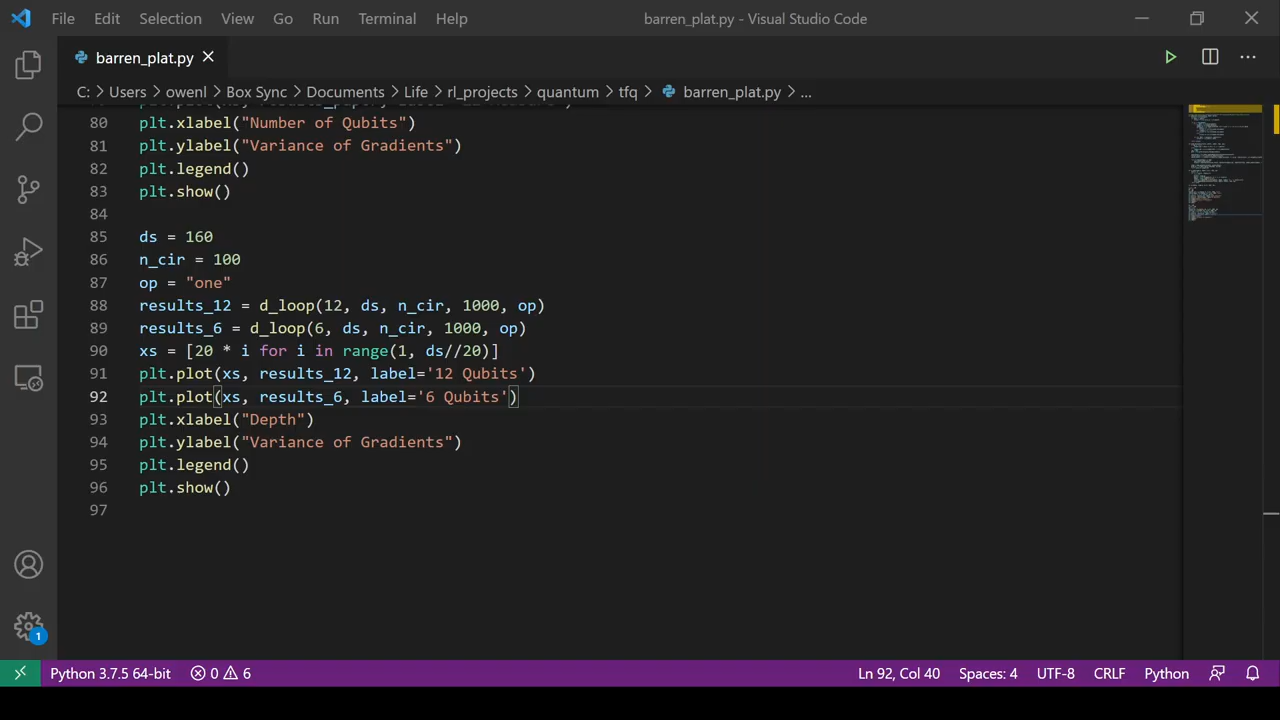 File Edit Selection View Go Run Terminal Help barren_plat.py - Visual Studio Code
barren_plat.py
C: > Users > owenl > Box Sync > Documents > Life > rl_projects > quantum > tfq > barren_plat.py > ...
80 plt.xlabel("Number of Qubits")
81 plt.ylabel("Variance of Gradients")
82 plt.legend()
83 plt.show()
84
85 ds = 160
86 n_cir = 100
87 op = "one"
88 results_12 = d_loop(12, ds, n_cir, 1000, op)
89 results_6 = d_loop(6, ds, n_cir, 1000, op)
90 xs = [20 * i for i in range(1, ds//20)]
91 plt.plot(xs, results_12, label='12 Qubits')
92 plt.plot(xs, results_6, label='6 Qubits')
93 plt.xlabel("Depth")
94 plt.ylabel("Variance of Gradients")
95 plt.legend()
96 plt.show()
97
1
Python 3.7.5 64-bit 0 6 Ln 92, Col 40 Spaces: 4 UTF-8 CRLF Python